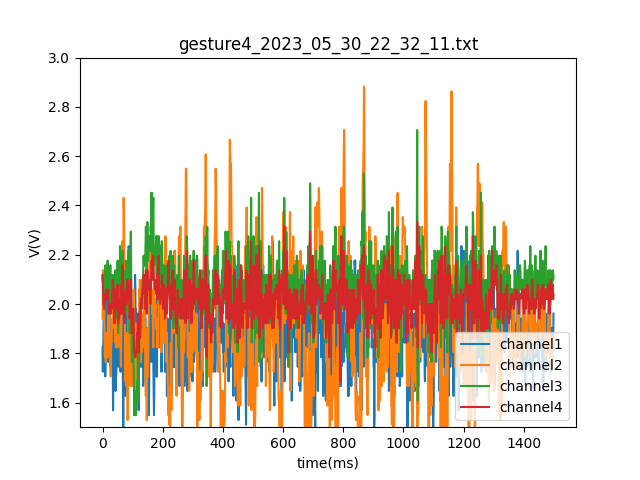 gesture4_2023_05_30_22_32_11.txt
3.0
2.8
2.6
2.4
2.2
2.0
1.8
1.6
V(V)
channel1
channel2
channel3
channel4
0 200 400 600 800 1000 1200 1400
time(ms)